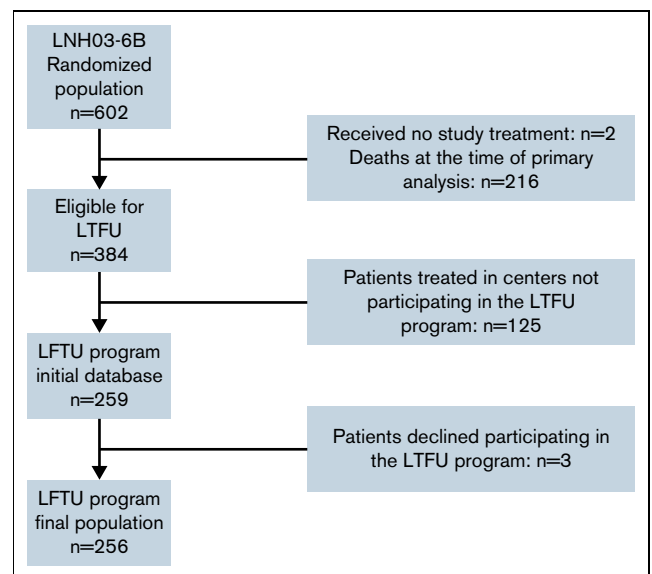 LNH03-6B
Randomized
population
n=602
Received no study treatment: n=2
Deaths at the time of primary
analysis: n=216
Eligible for
LTFU
n=384
Patients treated in centers not
participating in the LTFU
program: n=125
LFTU program
initial database
n=259
Patients declined participating in
the LTFU program: n=3
LFTU program
final population
n=256